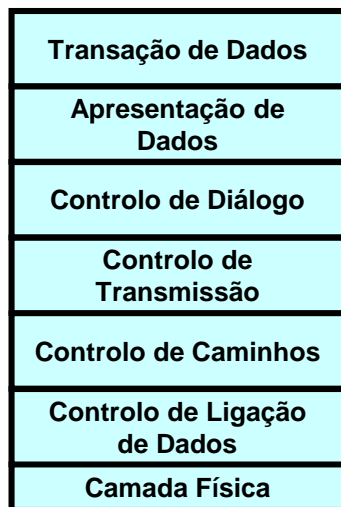 Transação de Dados
Apresentação de
Dados
Controlo de Diálogo
Controlo de
Transmissão
Controlo de Caminhos
Controlo de Ligação
de Dados
Camada Física